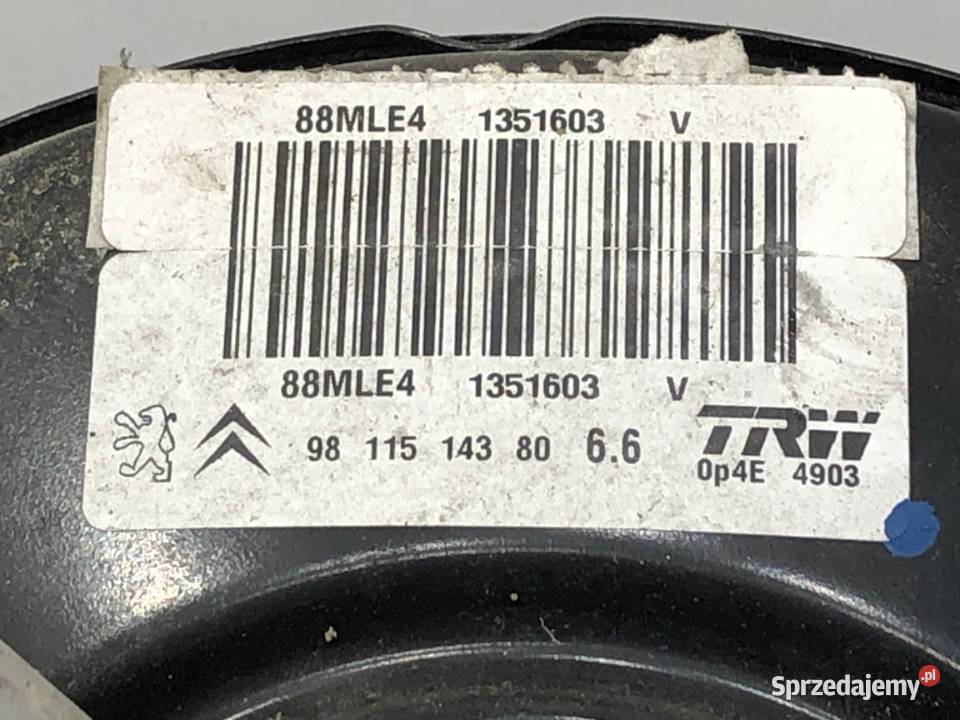 88MLE4 1351603 V
88MLE4 1351603 V
98 115 143 80 6.6
TRW
0p4E 4903
Sprzedajemy.pl